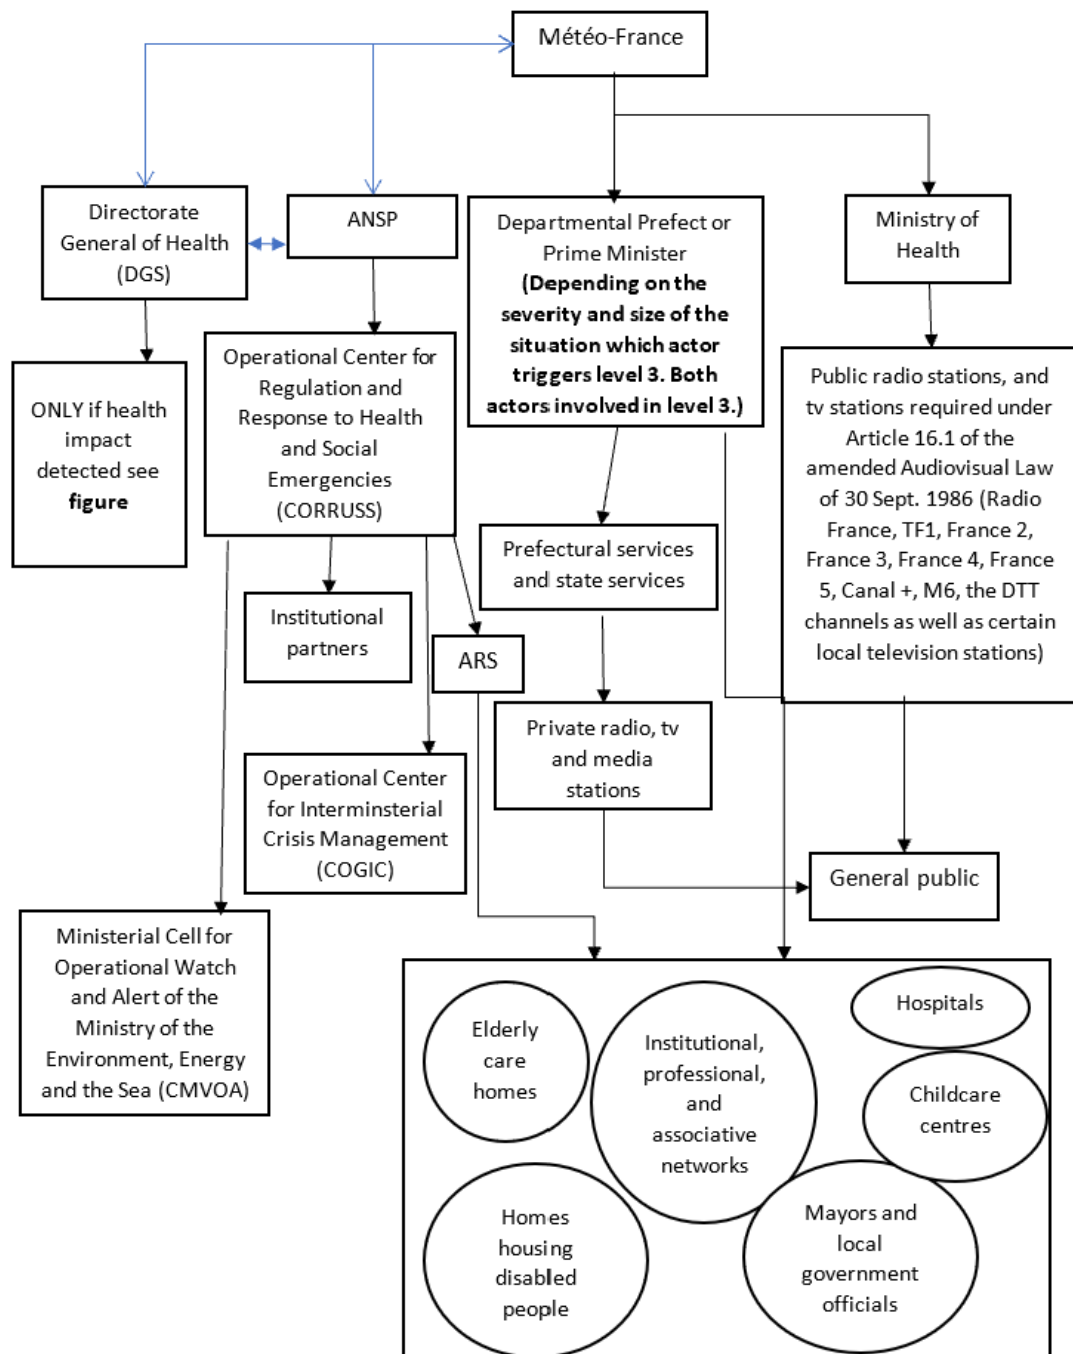 Météo-France
Directorate
General of Health
(DGS)
ANSP
Departmental Prefect or
Prime Minister
(Depending on the
severity and size of the
situation which actor
triggers level 3. Both
actors involved in level 3.)
Ministry of
Health
ONLY if health
impact
detected see
figure
Operational Center for
Regulation and
Response to Health
and Social
Emergencies
(CORRUSS)
Public radio stations, and
tv stations required under
Article 16.1 of the
amended Audiovisual Law
of 30 Sept. 1986 (Radio
France, TF1, France 2,
France 3, France 4, France
5, Canal +, M6, the DTT
channels as well as certain
local television stations)
Prefectural services
and state services
Institutional
partners
ARS
Private radio, tv
and media
stations
Operational Center
for Interminsterial
Crisis Management
(COGIC)
General public
Ministerial Cell for
Operational Watch
and Alert of the
Ministry of the
Environment, Energy
and the Sea (CMVOA)
Elderly
care
homes
Institutional,
professional,
and
associative
networks
Hospitals
Childcare
centres
Homes
housing
disabled
people
Mayors and
local
government
officials